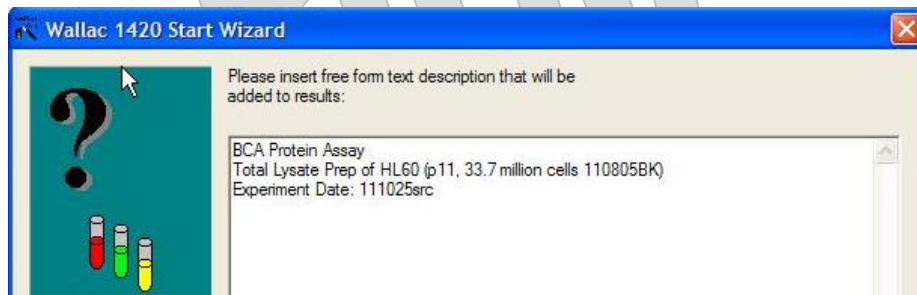 Wallac 1420 Start Wizard
Please insert free form text description that will be
added to results:
BCA Protein Assay
Total Lysate Prep of HL60 (p11, 33.7 million cells 110805BK)
Experiment Date: 111025src